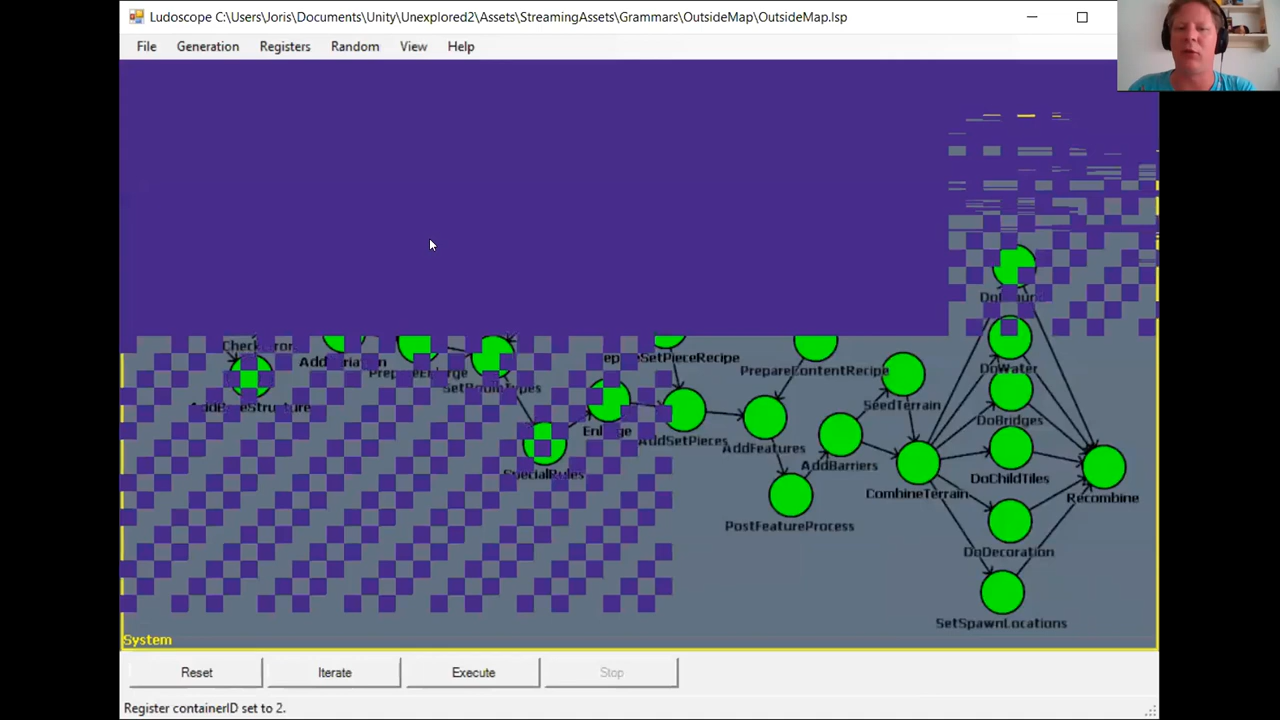 Ludoscope C:\Users\Joris\Documents\Unity\Unexplored2\Assets\StreamingAssets\Grammars\OutsideMap\OutsideMap.lsp
File Generation Registers Random View Help
PrepareContentRecipe
SeedTerrain
DoWater
DoBridges
AddSetPieces
AddFeatures
AddBarriers
DoChildTiles
CombineTerrain
Recombine
PostFeatureProcess
DoDecoration
SetSpawnLocations
SpecialRules
Enlarge
System
Reset Iterate Execute Stop
Register containerID set to 2.